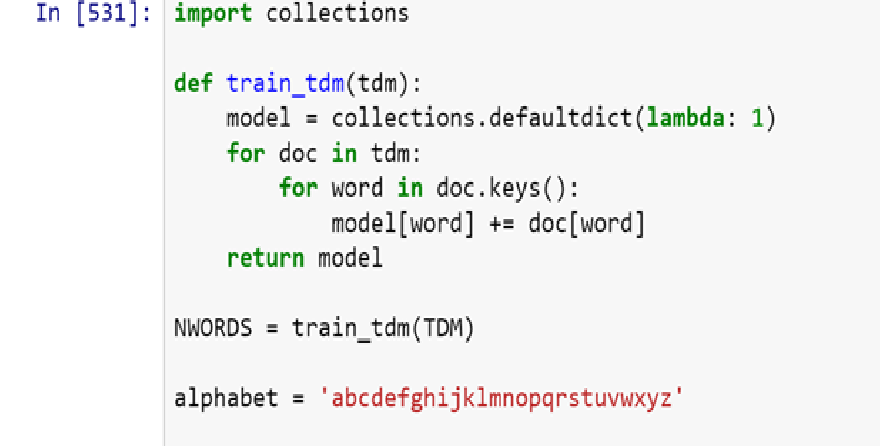 In [531]: import collections
def train_tdm(tdm):
    model = collections.defaultdict(lambda: 1)
    for doc in tdm:
        for word in doc.keys():
            model[word] += doc[word]
    return model
NWORDS = train_tdm(TDM)
alphabet = 'abcdefghijklmnopqrstuvwxyz'